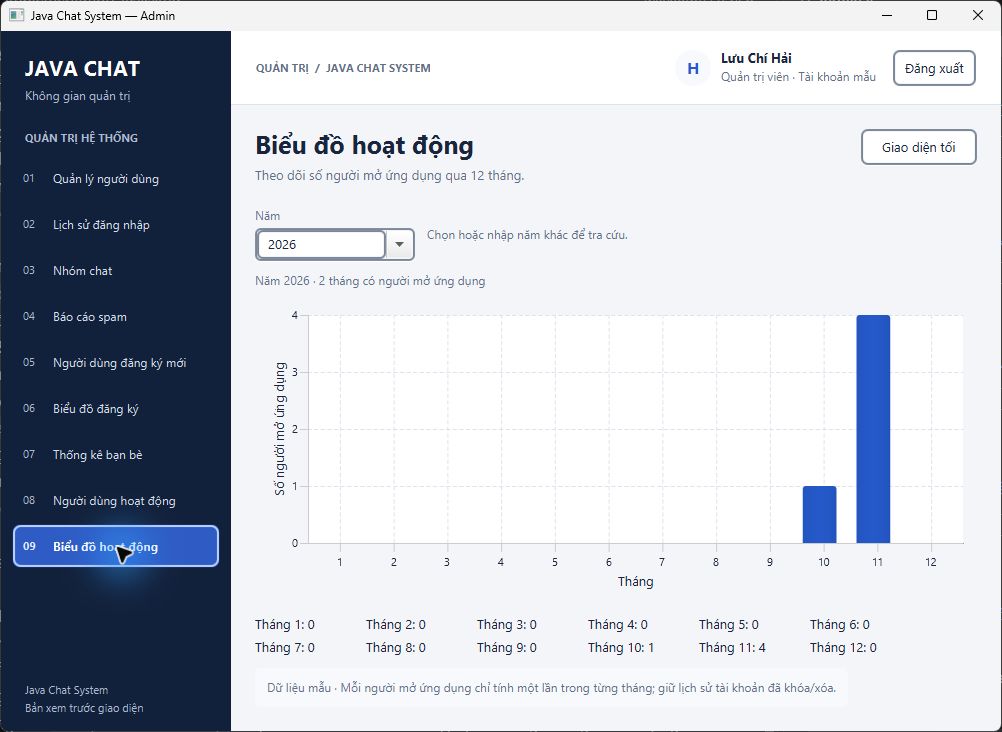 Java Chat System — Admin
JAVA CHAT
Không gian quản trị
QUẢN TRỊ HỆ THỐNG
01 Quản lý người dùng
02 Lịch sử đăng nhập
03 Nhóm chat
04 Báo cáo spam
05 Người dùng đăng ký mới
06 Biểu đồ đăng ký
07 Thống kê bạn bè
08 Người dùng hoạt động
09 Biểu đồ hoạt động
Java Chat System
Bản xem trước giao diện
QUẢN TRỊ / JAVA CHAT SYSTEM
H
Lưu Chí Hải
Quản trị viên · Tài khoản mẫu
Đăng xuất
Biểu đồ hoạt động
Theo dõi số người mở ứng dụng qua 12 tháng.
Giao diện tối
Năm
2026
Chọn hoặc nhập năm khác để tra cứu.
Năm 2026 · 2 tháng có người mở ứng dụng
Số người mở ứng dụng
4
3
2
1
0
1 2 3 4 5 6 7 8 9 10 11 12
Tháng
Tháng 1: 0 Tháng 2: 0 Tháng 3: 0 Tháng 4: 0 Tháng 5: 0 Tháng 6: 0
Tháng 7: 0 Tháng 8: 0 Tháng 9: 0 Tháng 10: 1 Tháng 11: 4 Tháng 12: 0
Dữ liệu mẫu · Mỗi người mở ứng dụng chỉ tính một lần trong từng tháng; giữ lịch sử tài khoản đã khóa/xóa.